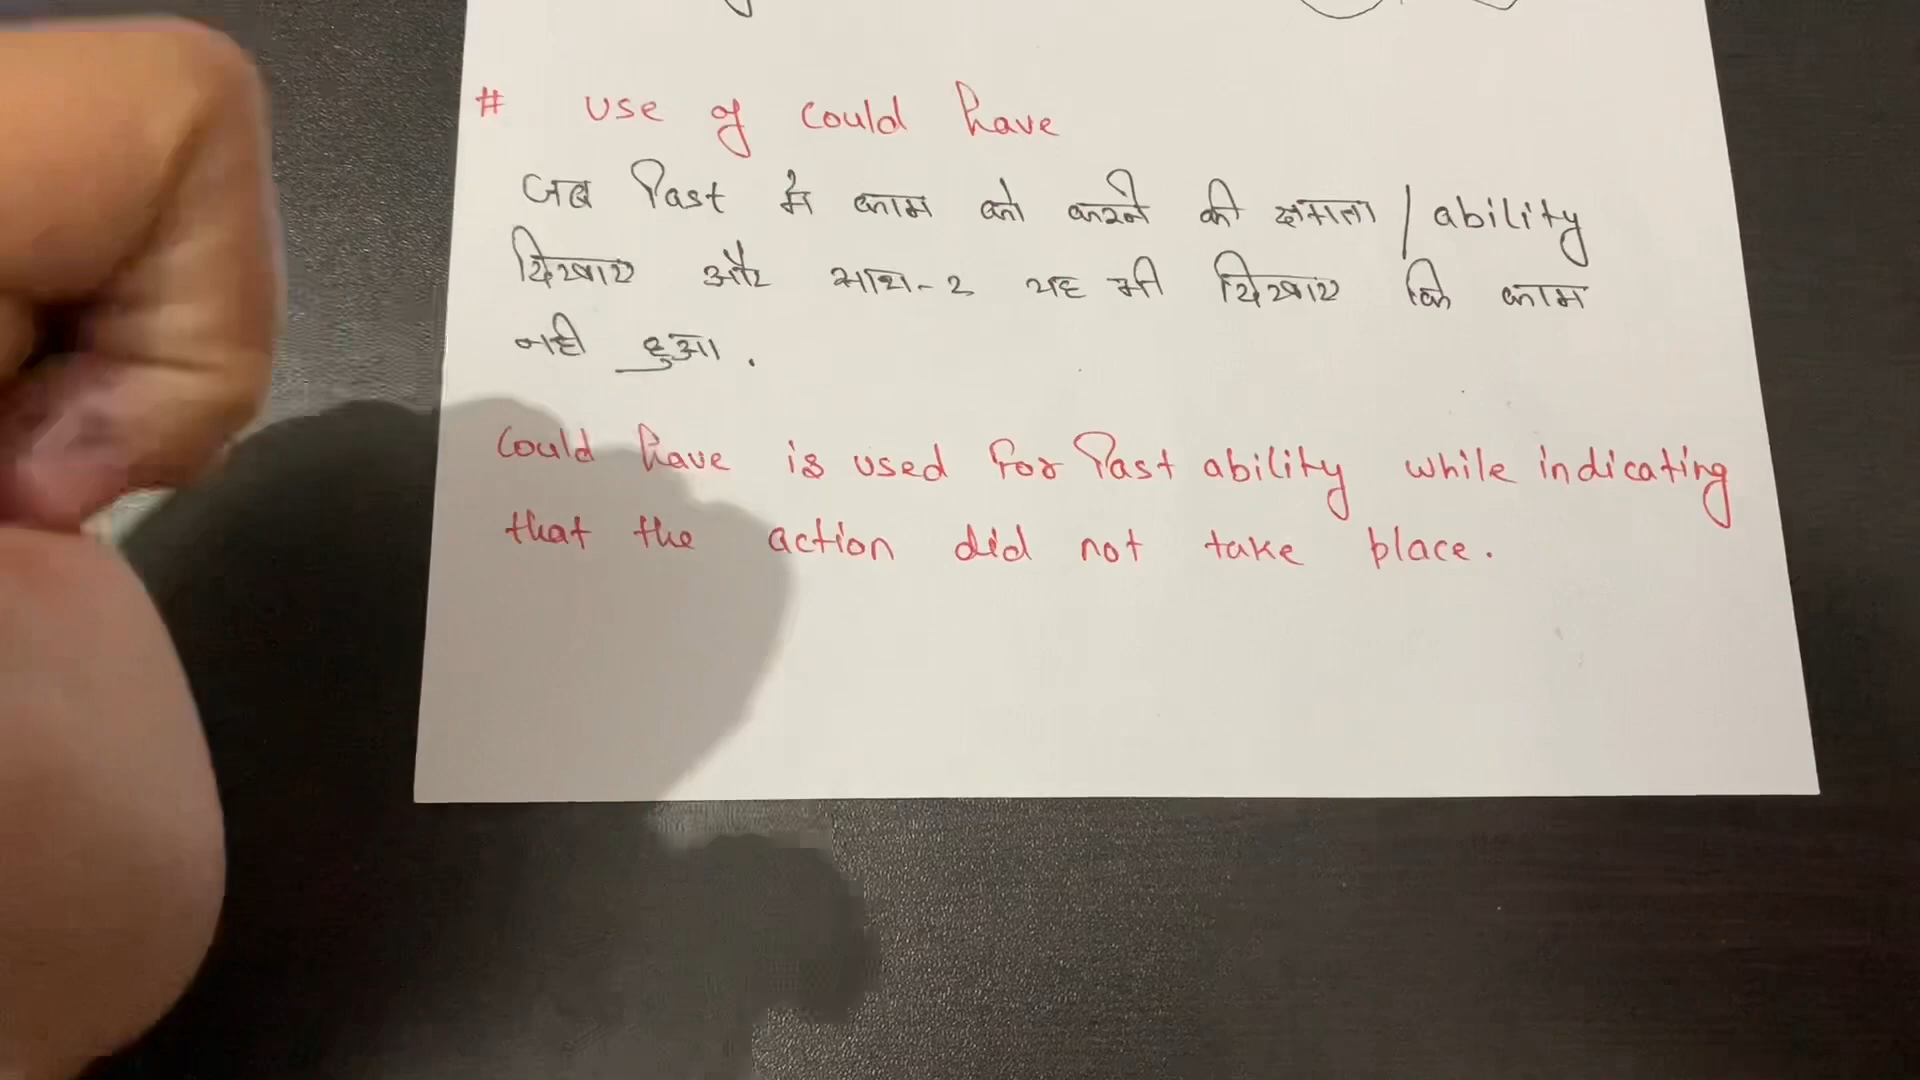 # use of could have
जब Past में काम को करने की क्षमता / ability
दिखाए और साथ-२ यह भी दिखाए कि काम
नही हुआ .
Could have is used for Past ability while indicating
that the action did not take place.